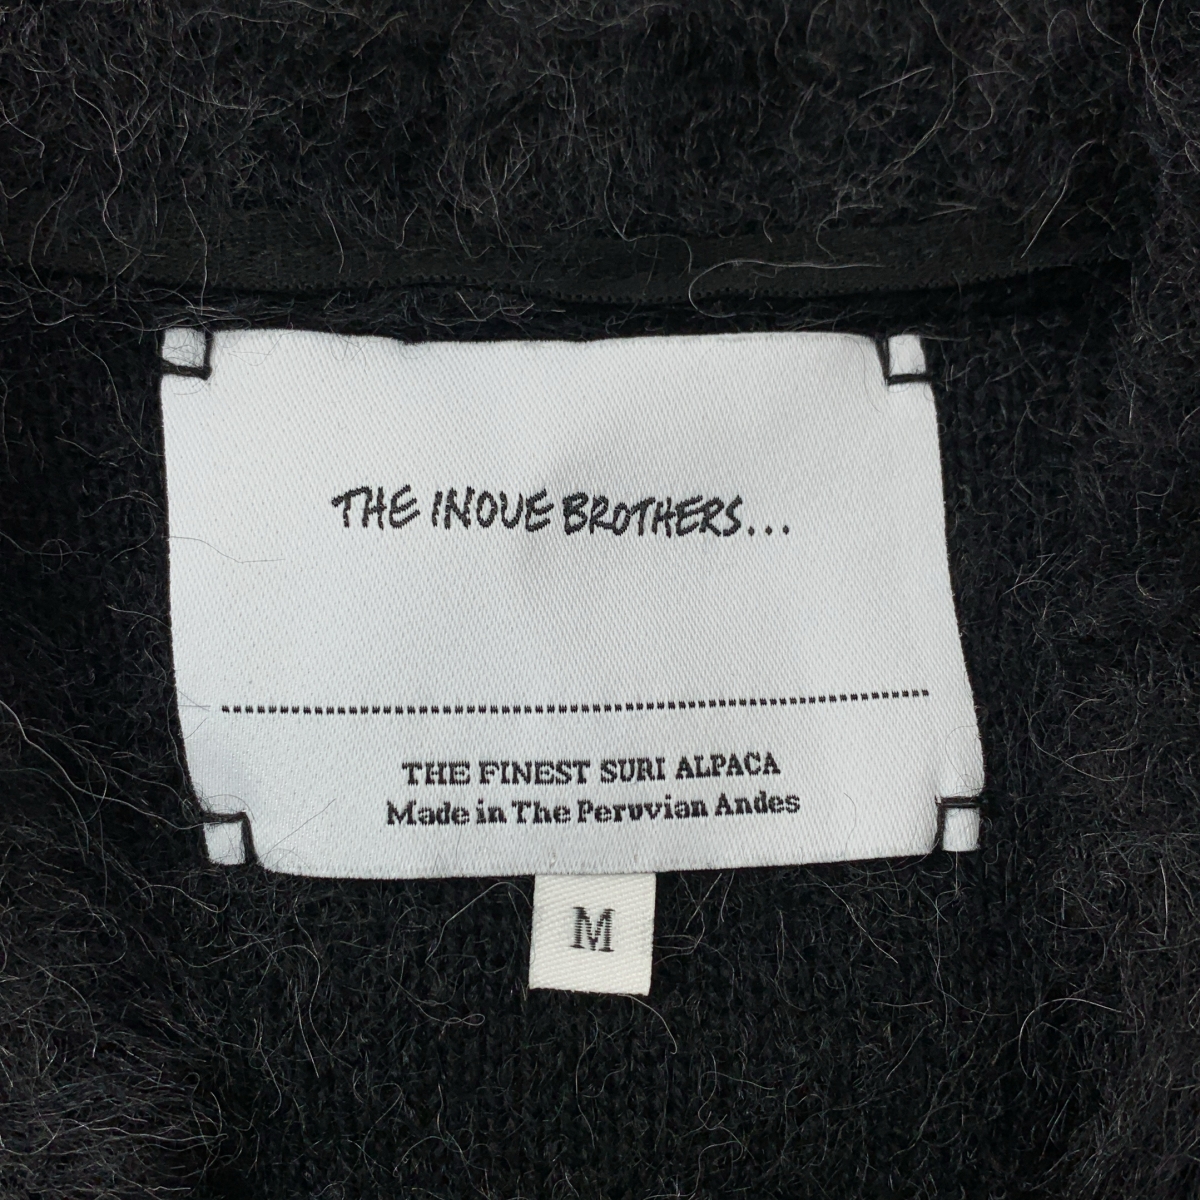 THE INOUE BROTHERS...
THE FINEST SURI ALPACA
Made in The Peruvian Andes
M